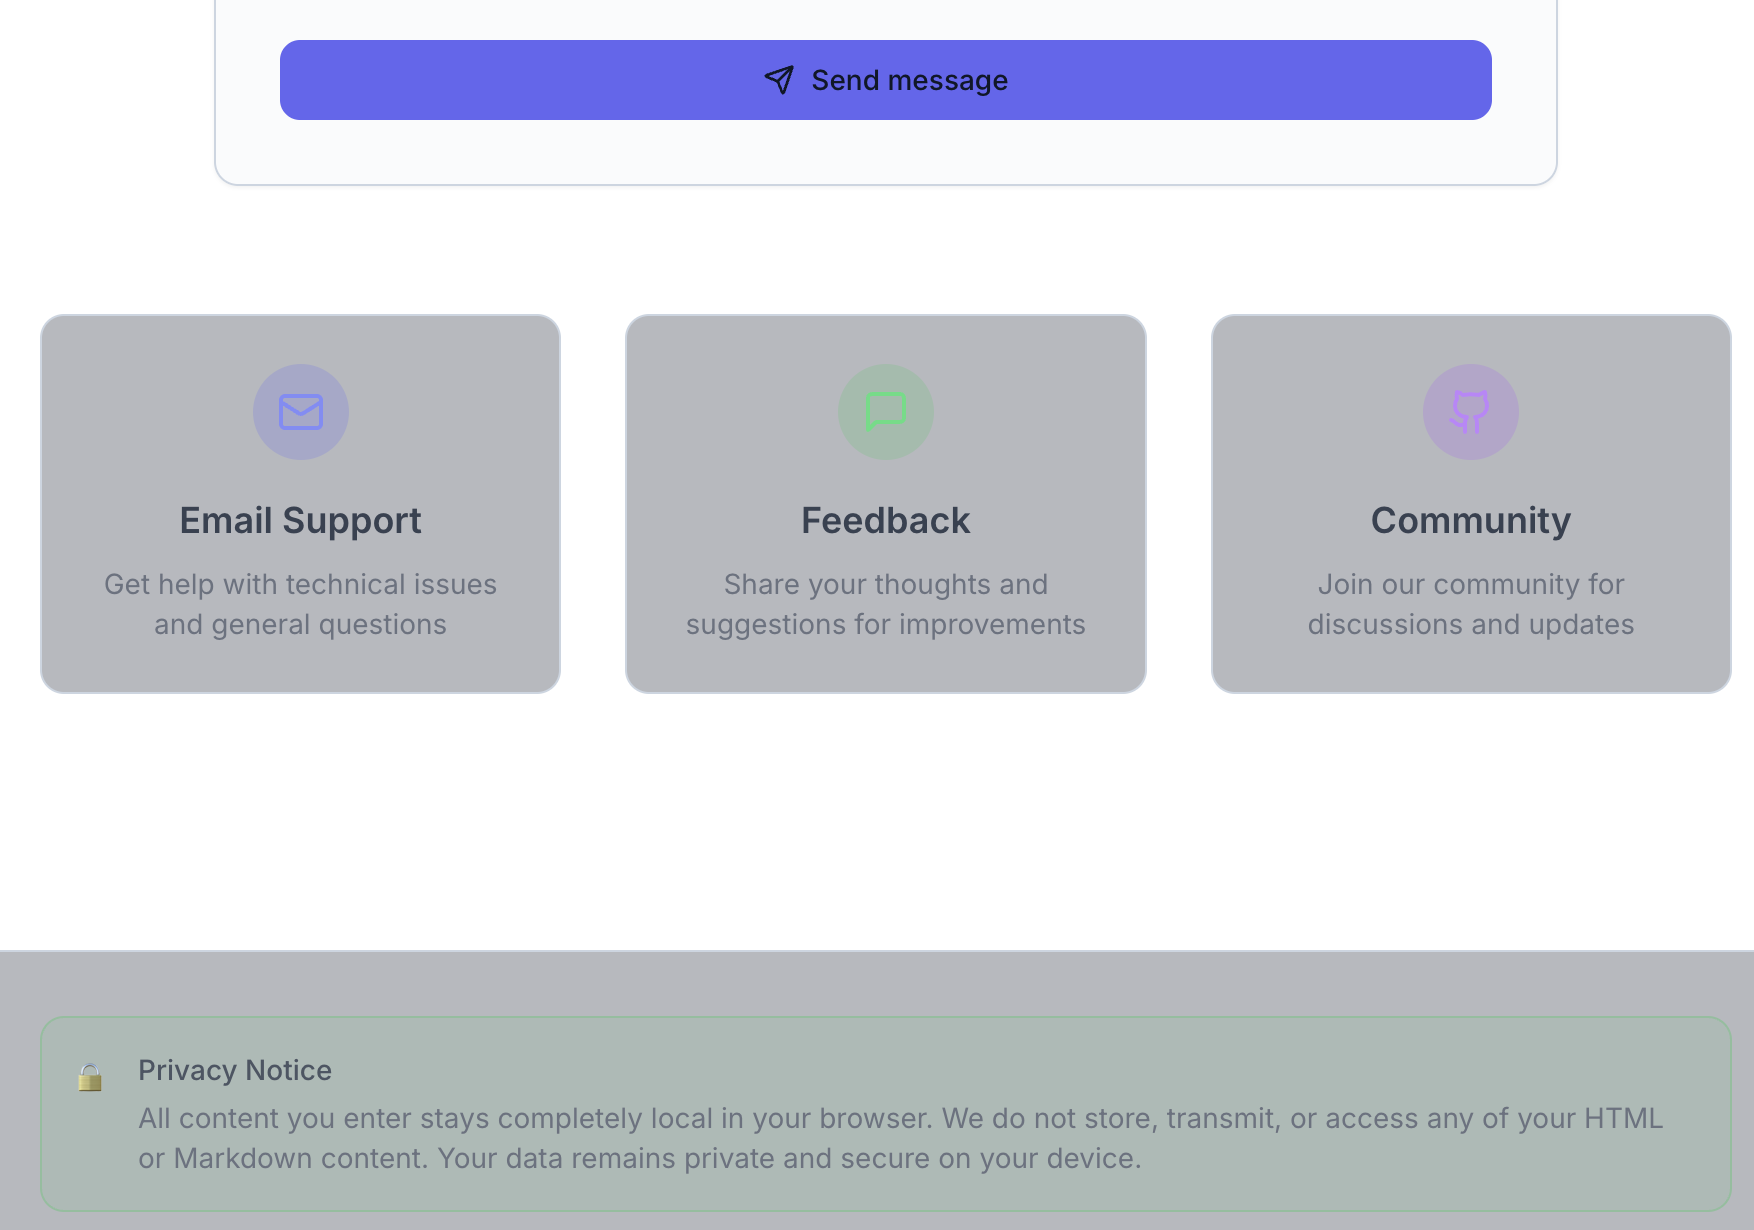 Send message
Email Support
Get help with technical issues
and general questions
Feedback
Share your thoughts and
suggestions for improvements
Community
Join our community for
discussions and updates
Privacy Notice
All content you enter stays completely local in your browser. We do not store, transmit, or access any of your HTML
or Markdown content. Your data remains private and secure on your device.